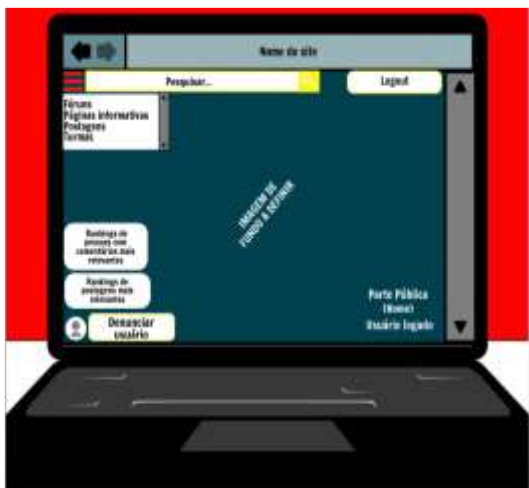 Nome do site
Pesquisar...
Logout
Fóruns
Páginas informativas
Postagens
Turmas
IMAGEM DE
FUNDO A DEFINIR
Rankings de
pessoas com
comentários mais
relevantes
Rankings de
postagens mais
relevantes
Parte Pública
(Home)
Usuário logado
Denunciar
usuário